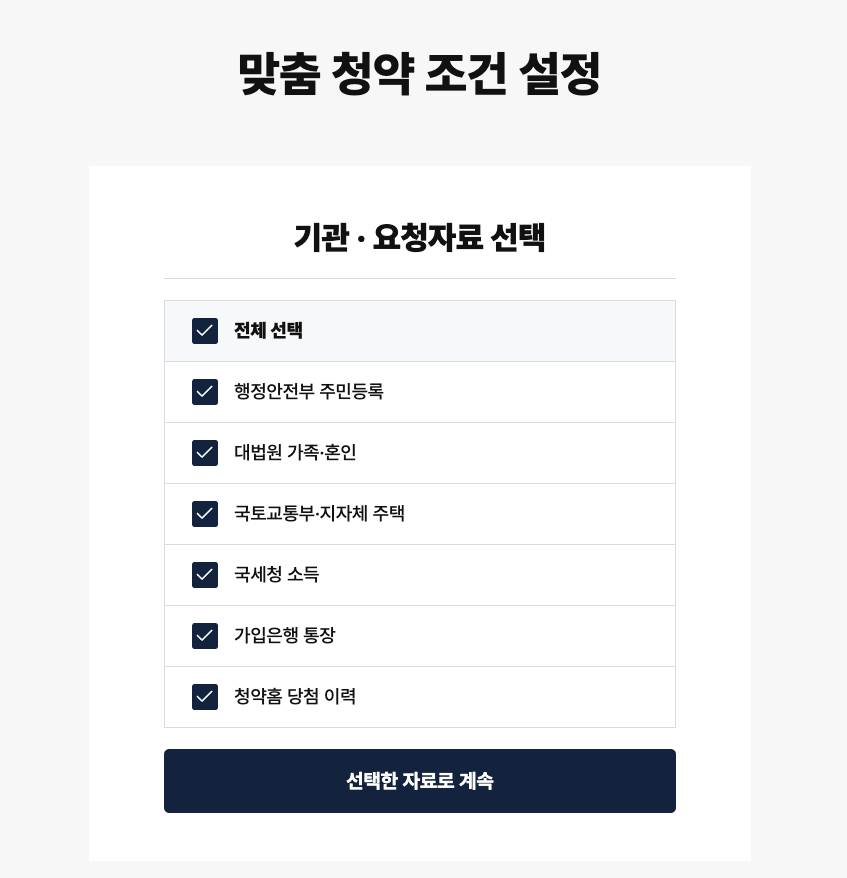 맞춤 청약 조건 설정
기관 · 요청자료 선택
전체 선택
행정안전부 주민등록
대법원 가족·혼인
국토교통부·지자체 주택
국세청 소득
가입은행 통장
청약홈 당첨 이력
선택한 자료로 계속